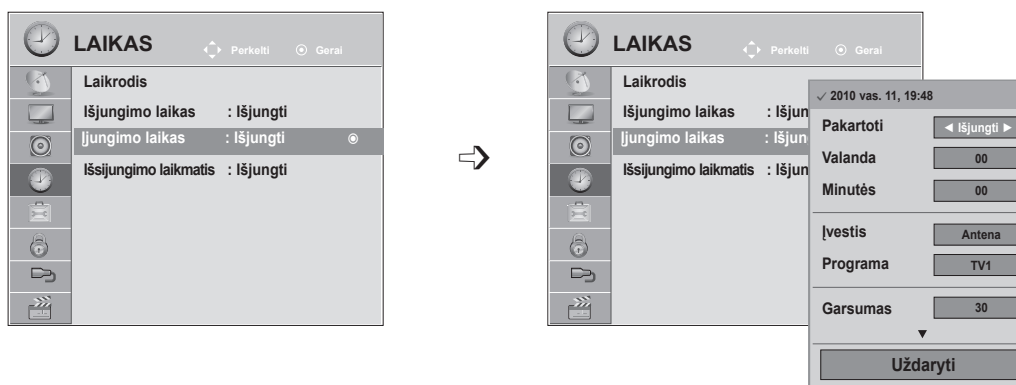 LAIKAS Perkelti Gerai
Laikrodis
Išjungimo laikas : Išjungti
Įjungimo laikas : Išjungti
Išsijungimo laikmatis : Išjungti
LAIKAS Perkelti Gerai
Laikrodis
Išjungimo laikas : Išjun
Įjungimo laikas : Išjun
Išsijungimo laikmatis : Išjun
✓ 2010 vas. 11, 19:48
Pakartoti ◄ Išjungti ►
Valanda 00
Minutės 00
Įvestis Antena
Programa TV1
Garsumas 30
▼
Uždaryti